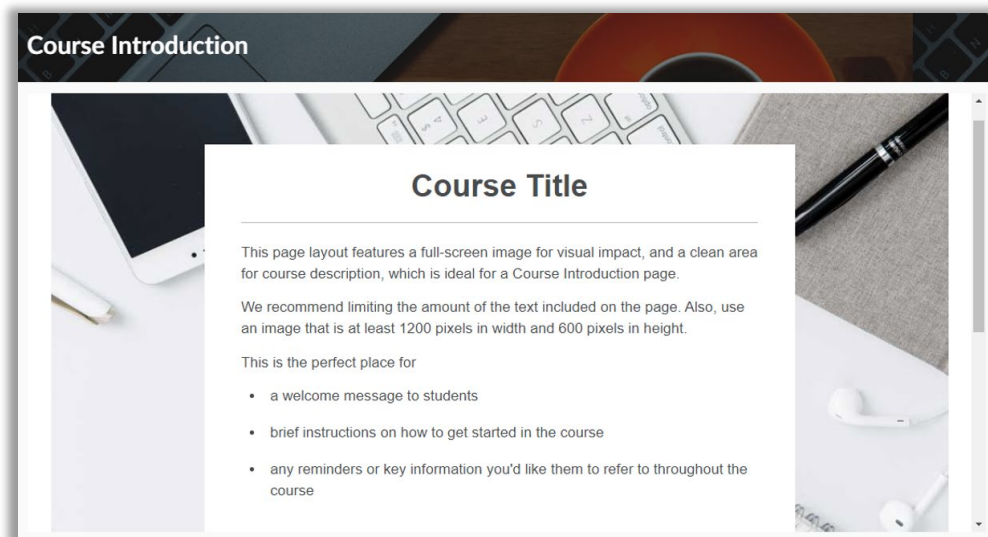 Course Introduction
Course Title
This page layout features a full-screen image for visual impact, and a clean area
for course description, which is ideal for a Course Introduction page.
We recommend limiting the amount of the text included on the page. Also, use
an image that is at least 1200 pixels in width and 600 pixels in height.
This is the perfect place for
• a welcome message to students
• brief instructions on how to get started in the course
• any reminders or key information you'd like them to refer to throughout the
course